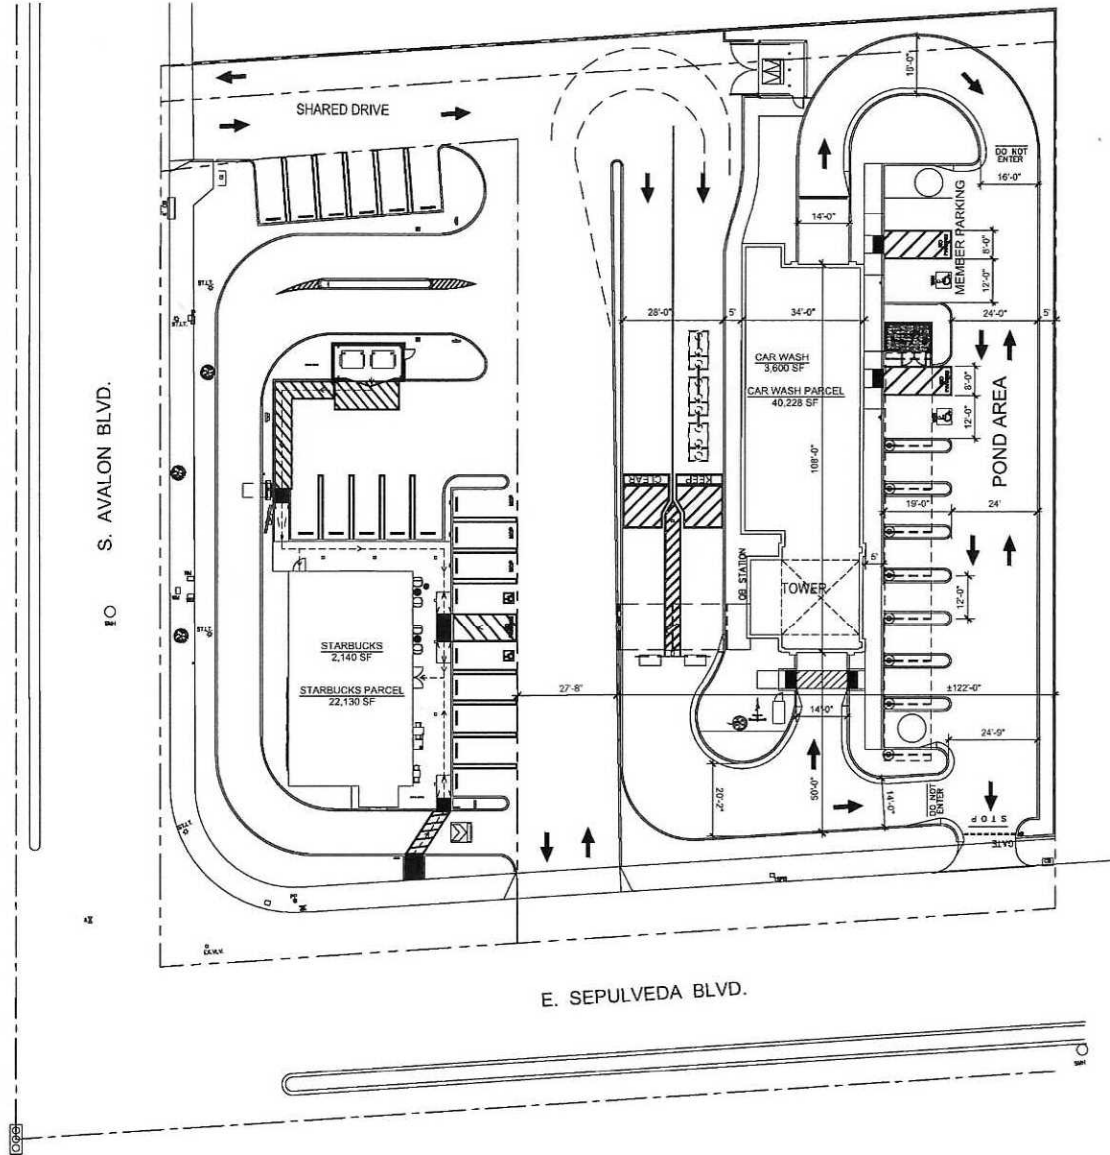 SHARED DRIVE
18'-0"
DO NOT
ENTER
16'-0"
14'-0"
MEMBER PARKING
8'-0"
12'-0"
28'-0"
5'
34'-0"
24'-0"
5'
CAR WASH
3,600 SF
CAR WASH PARCEL
40,228 SF
8'-0"
12'-0"
POND AREA
S. AVALON BLVD.
108'-0"
CLEAR
KEEP
19'-0"
24'
5'
TOWER
12'-0"
STARBUCKS
2,140 SF
STARBUCKS PARCEL
22,130 SF
27'-8"
±122'-0"
14'-0"
24'-9"
20'-2"
50'-0"
14'-0"
DO NOT
ENTER
STOP
GATE
E. SEPULVEDA BLVD.